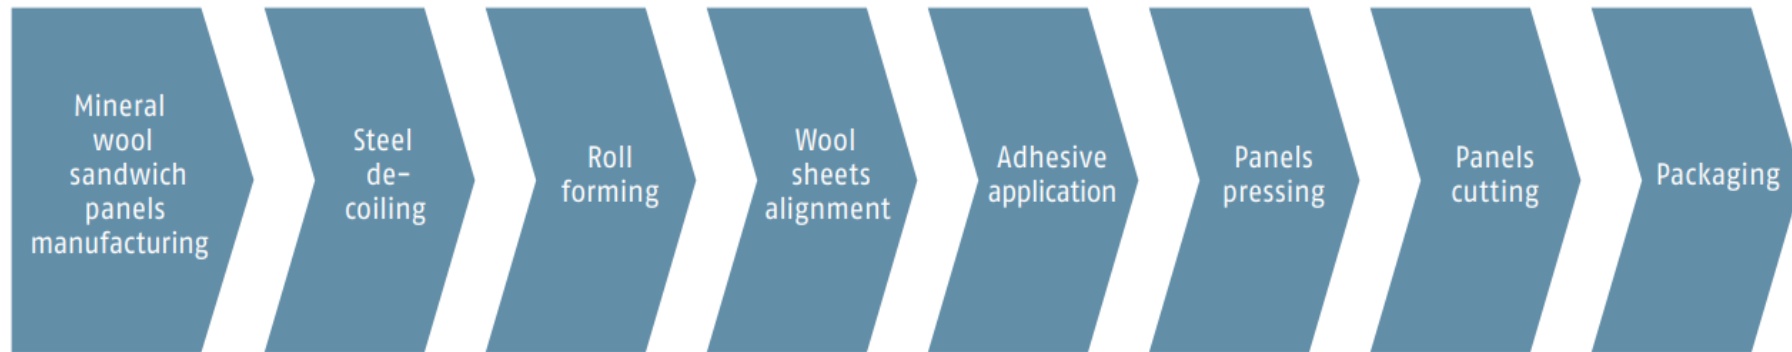 Mineral
wool
sandwich
panels
manufacturing
Steel
de-
coiling
Roll
forming
Wool
sheets
alignment
Adhesive
application
Panels
pressing
Panels
cutting
Packaging